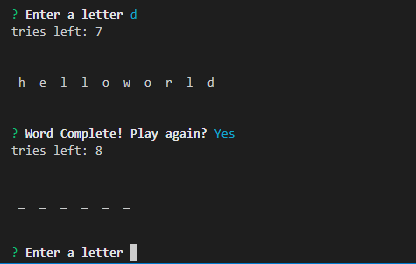 ? Enter a letter d
tries left: 7
h e l l o w o r l d
? Word Complete! Play again? Yes
tries left: 8
_ _ _ _ _ _
? Enter a letter